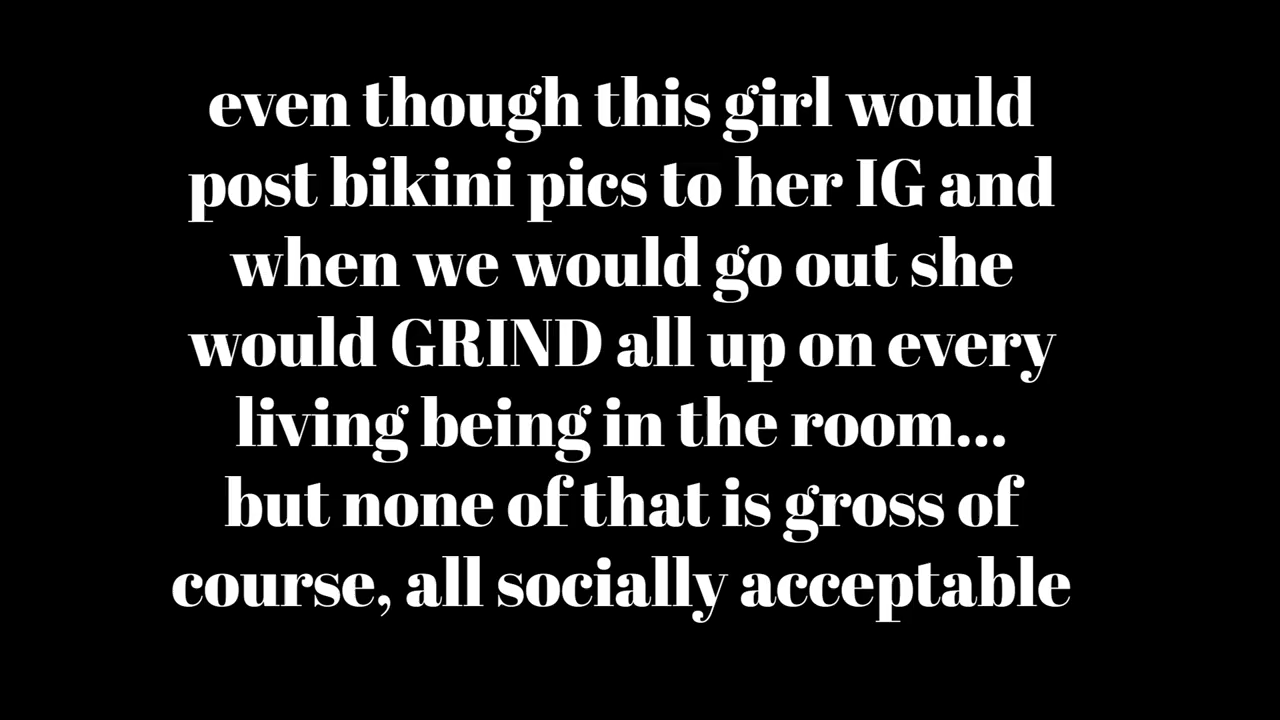 even though this girl would
post bikini pics to her IG and
when we would go out she
would GRIND all up on every
living being in the room...
but none of that is gross of
course, all socially acceptable